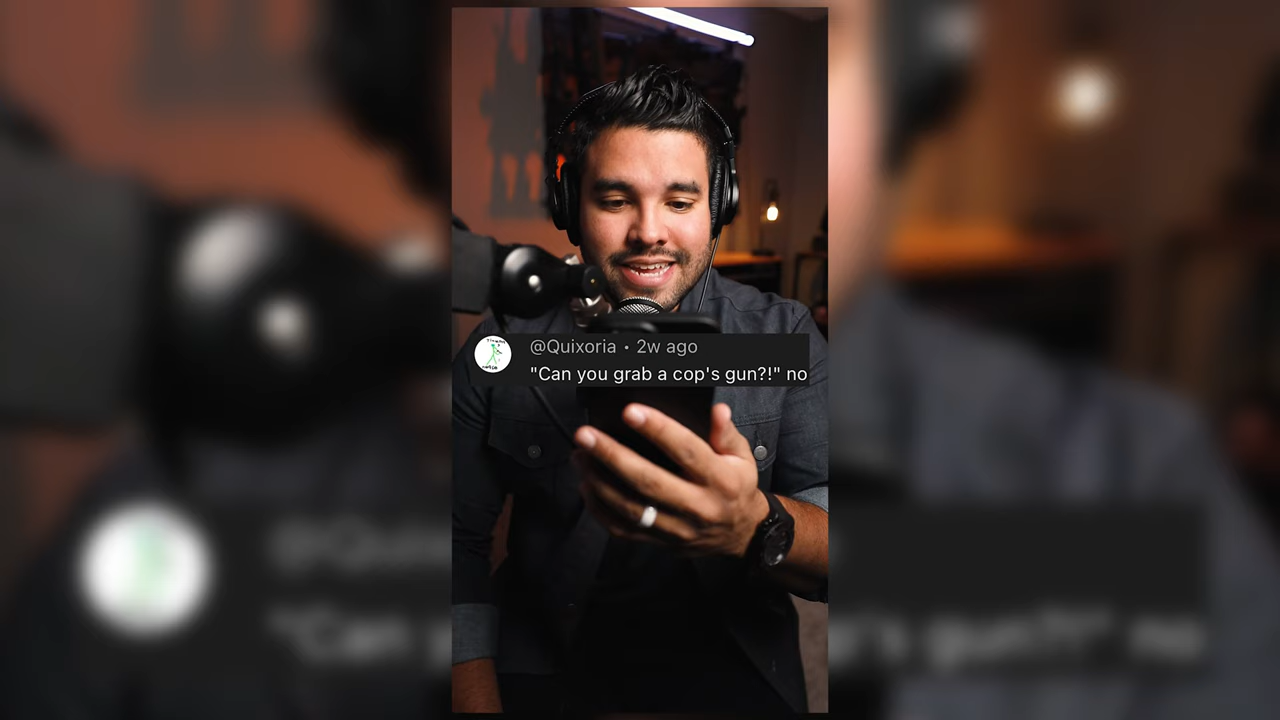 @Quixoria • 2w ago
"Can you grab a cop's gun?!" no